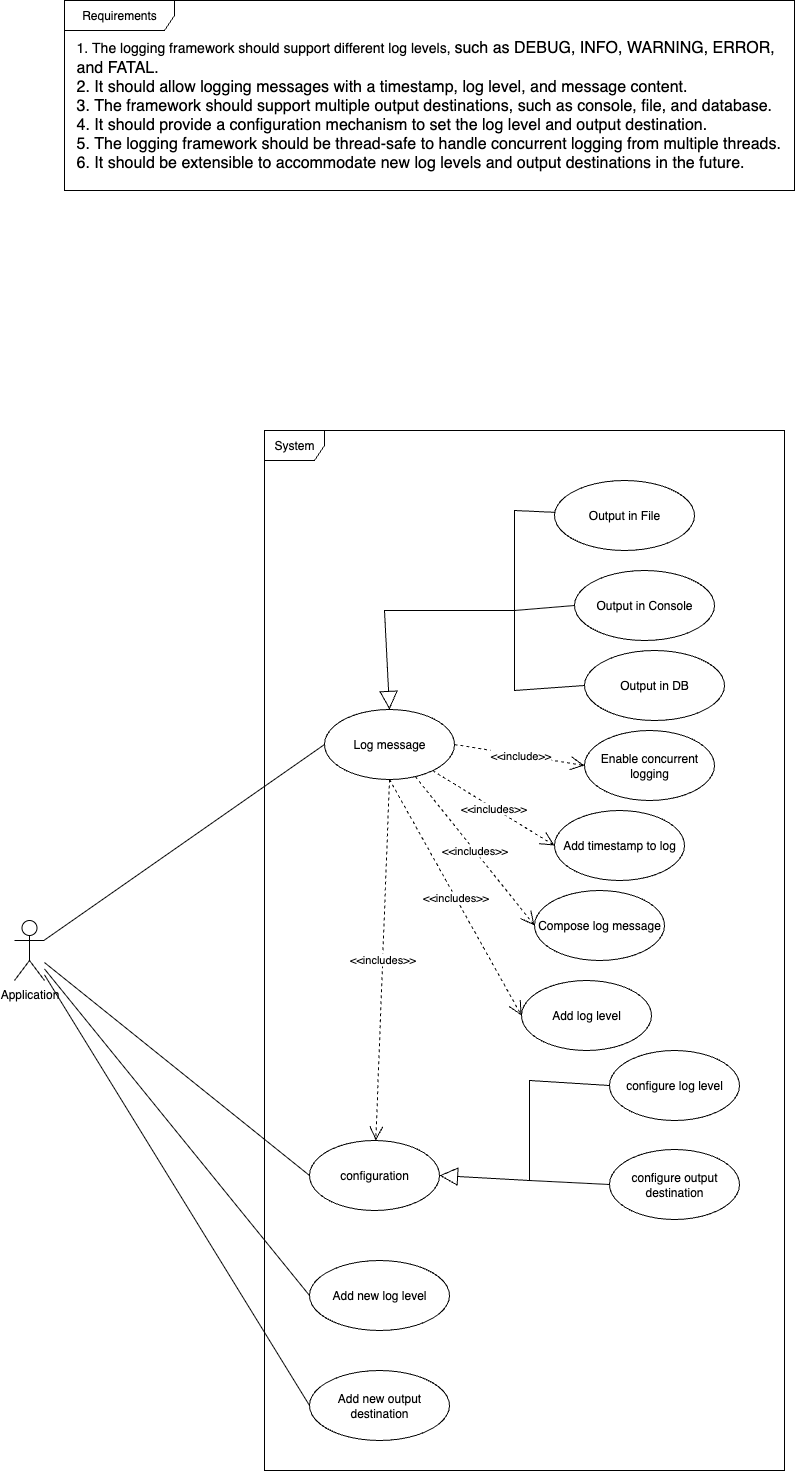 Requirements
1. The logging framework should support different log levels, such as DEBUG, INFO, WARNING, ERROR,
and FATAL.
2. It should allow logging messages with a timestamp, log level, and message content.
3. The framework should support multiple output destinations, such as console, file, and database.
4. It should provide a configuration mechanism to set the log level and output destination.
5. The logging framework should be thread-safe to handle concurrent logging from multiple threads.
6. It should be extensible to accommodate new log levels and output destinations in the future.
System
Output in File
Output in Console
Output in DB
Log message
<<include>>
Enable concurrent
logging
<<includes>>
Add timestamp to log
<<includes>>
Compose log message
<<includes>>
<<includes>>
Add log level
Application
configure log level
configuration
configure output
destination
Add new log level
Add new output
destination